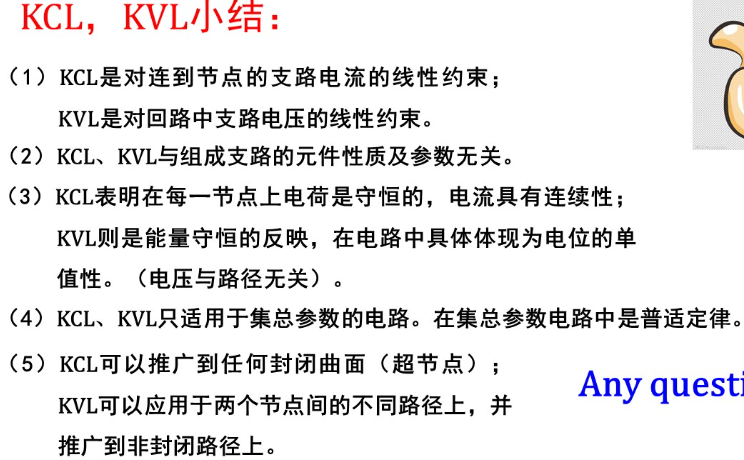 KCL，KVL小结：
（1）KCL是对连到节点的支路电流的线性约束；
KVL是对回路中支路电压的线性约束。
（2）KCL、KVL与组成支路的元件性质及参数无关。
（3）KCL表明在每一节点上电荷是守恒的，电流具有连续性；
KVL则是能量守恒的反映，在电路中具体体现为电位的单
值性。（电压与路径无关）。
（4）KCL、KVL只适用于集总参数的电路。在集总参数电路中是普适定律。
（5）KCL可以推广到任何封闭曲面（超节点）；
Any questi
KVL可以应用于两个节点间的不同路径上，并
推广到非封闭路径上。